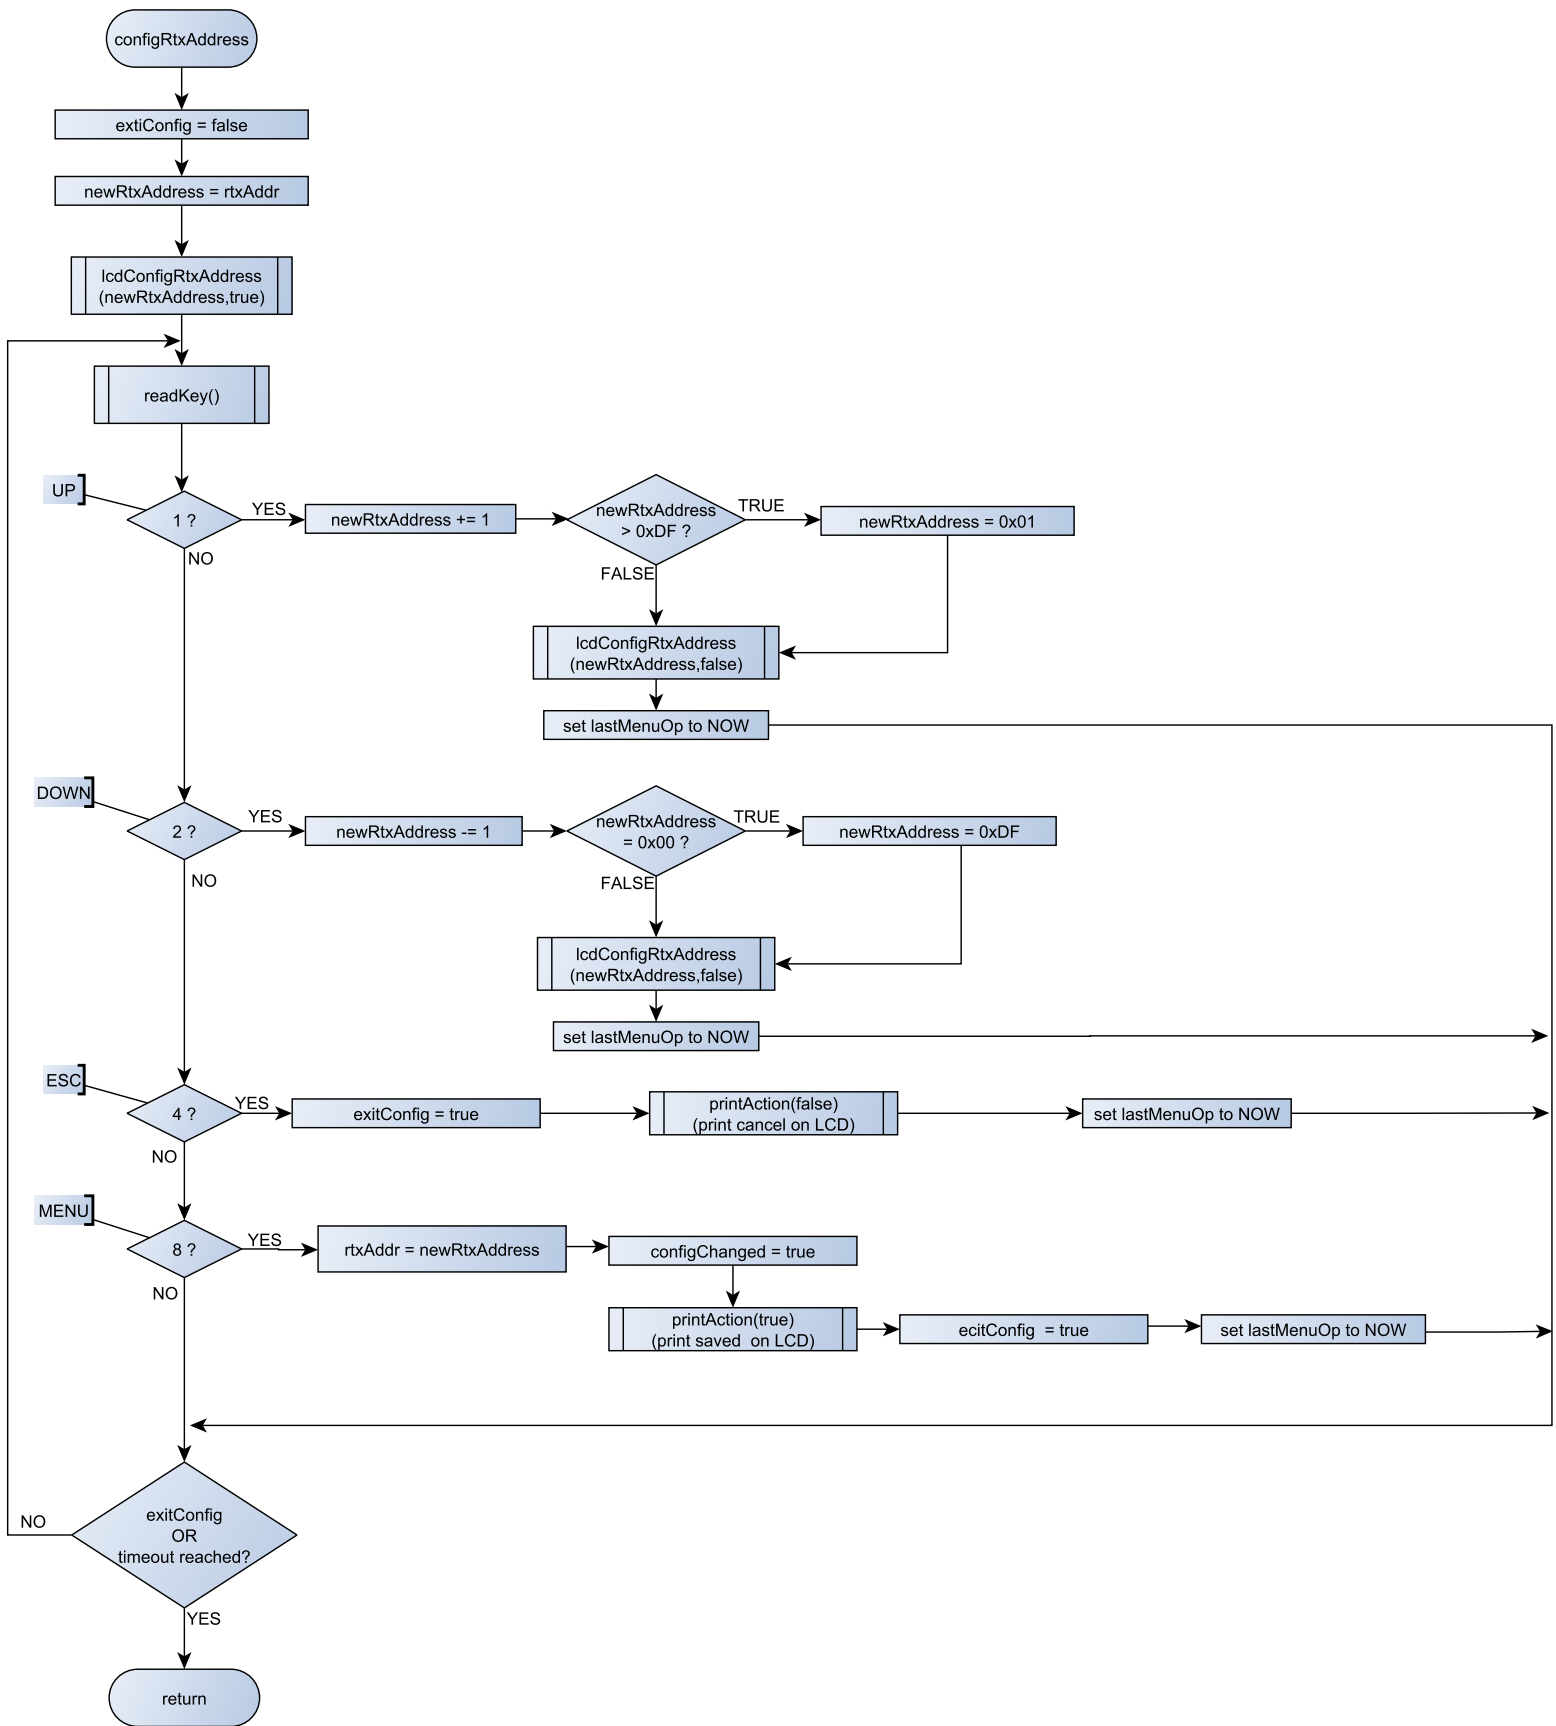 configRtxAddress
extiConfig = false
newRtxAddress = rtxAddr
lcdConfigRtxAddress
(newRtxAddress,true)
readKey()
UP
1 ?
YES
newRtxAddress += 1
newRtxAddress
> 0xDF ?
TRUE
newRtxAddress = 0x01
NO
FALSE
lcdConfigRtxAddress
(newRtxAddress,false)
set lastMenuOp to NOW
DOWN
2 ?
YES
newRtxAddress -= 1
newRtxAddress
= 0x00 ?
TRUE
newRtxAddress = 0xDF
NO
FALSE
lcdConfigRtxAddress
(newRtxAddress,false)
set lastMenuOp to NOW
ESC
4 ?
YES
exitConfig = true
printAction(false)
(print cancel on LCD)
set lastMenuOp to NOW
NO
MENU
8 ?
YES
rtxAddr = newRtxAddress
configChanged = true
NO
printAction(true)
(print saved  on LCD)
ecitConfig  = true
set lastMenuOp to NOW
exitConfig
OR
timeout reached?
NO
YES
return